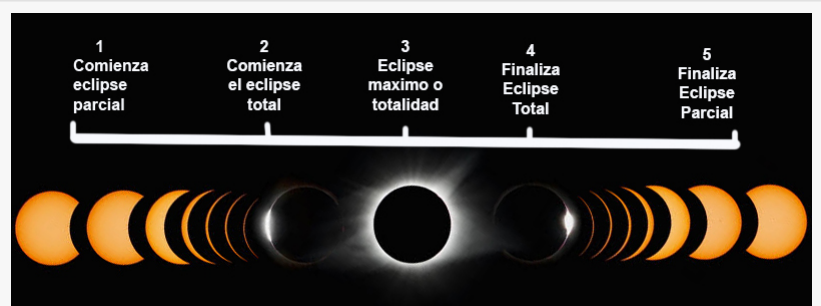 1
Comienza
eclipse
parcial
2
Comienza
el eclipse
total
3
Eclipse
maximo o
totalidad
4
Finaliza
Eclipse
Total
5
Finaliza
Eclipse
Parcial